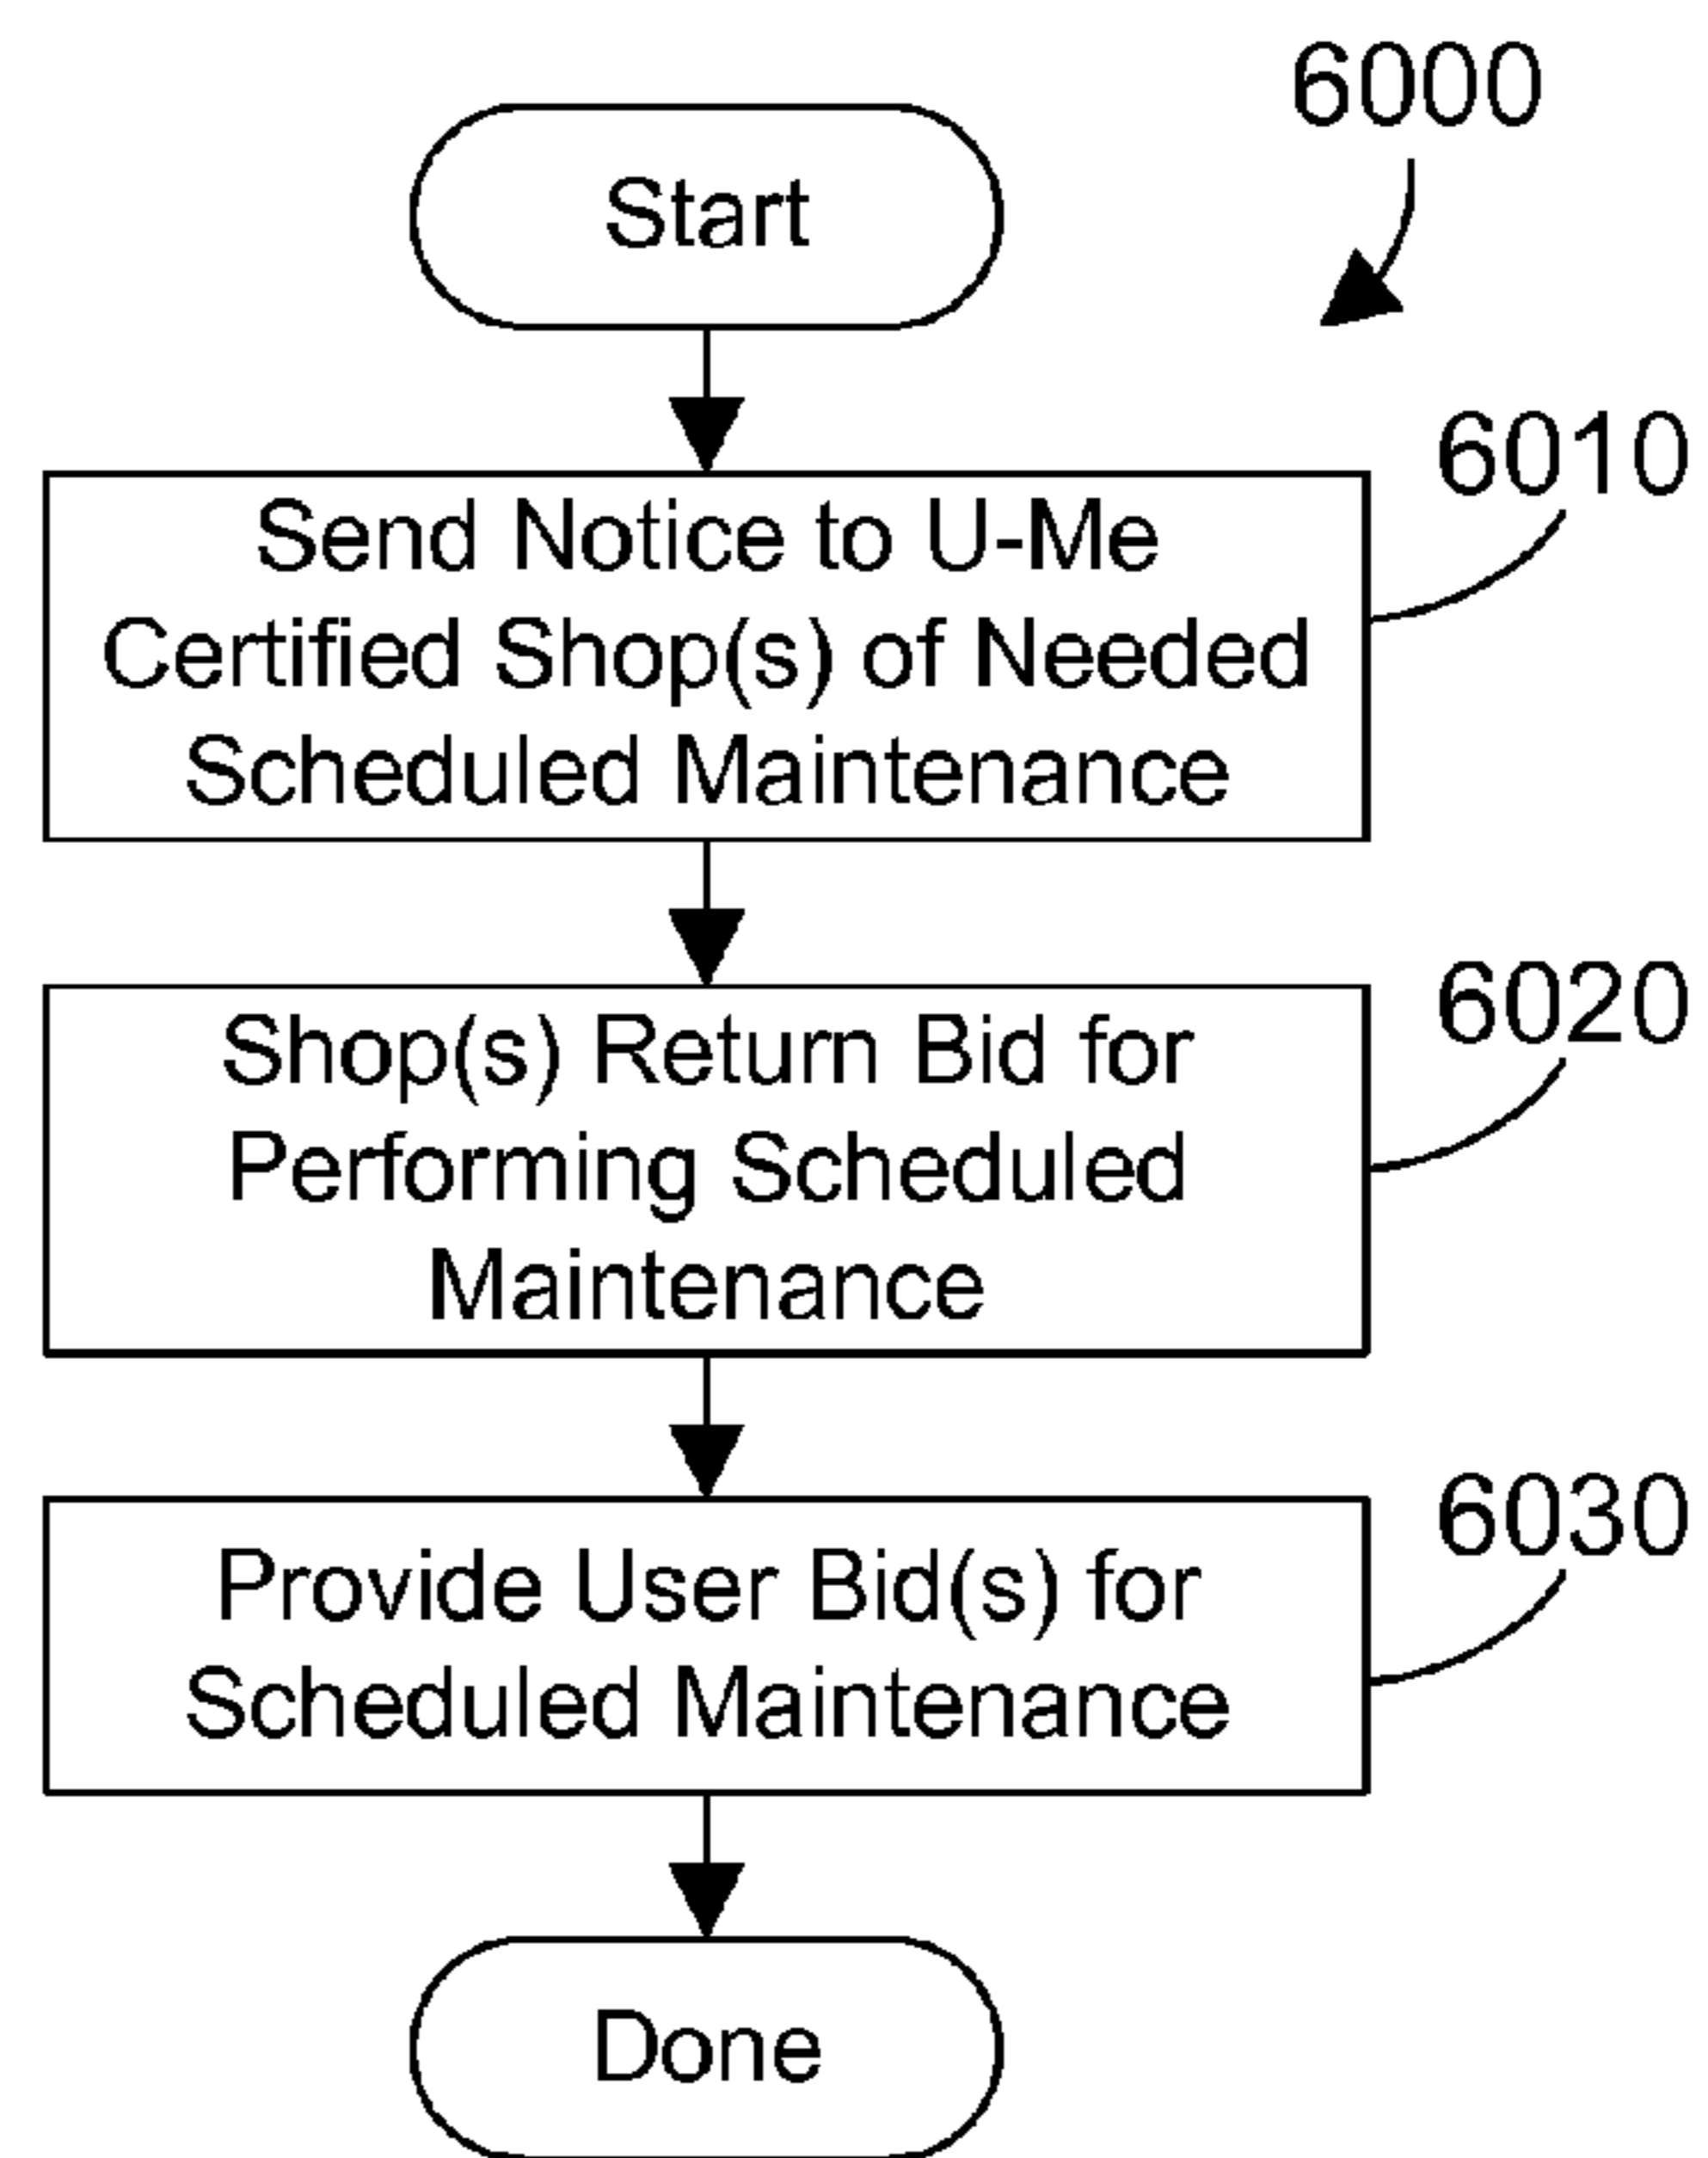 6000
Start
6010
Send Notice to U-Me
Certified Shop(s) of Needed
Scheduled Maintenance
6020
Shop(s) Return Bid for
Performing Scheduled
Maintenance
6030
Provide User Bid(s) for
Scheduled Maintenance
Done